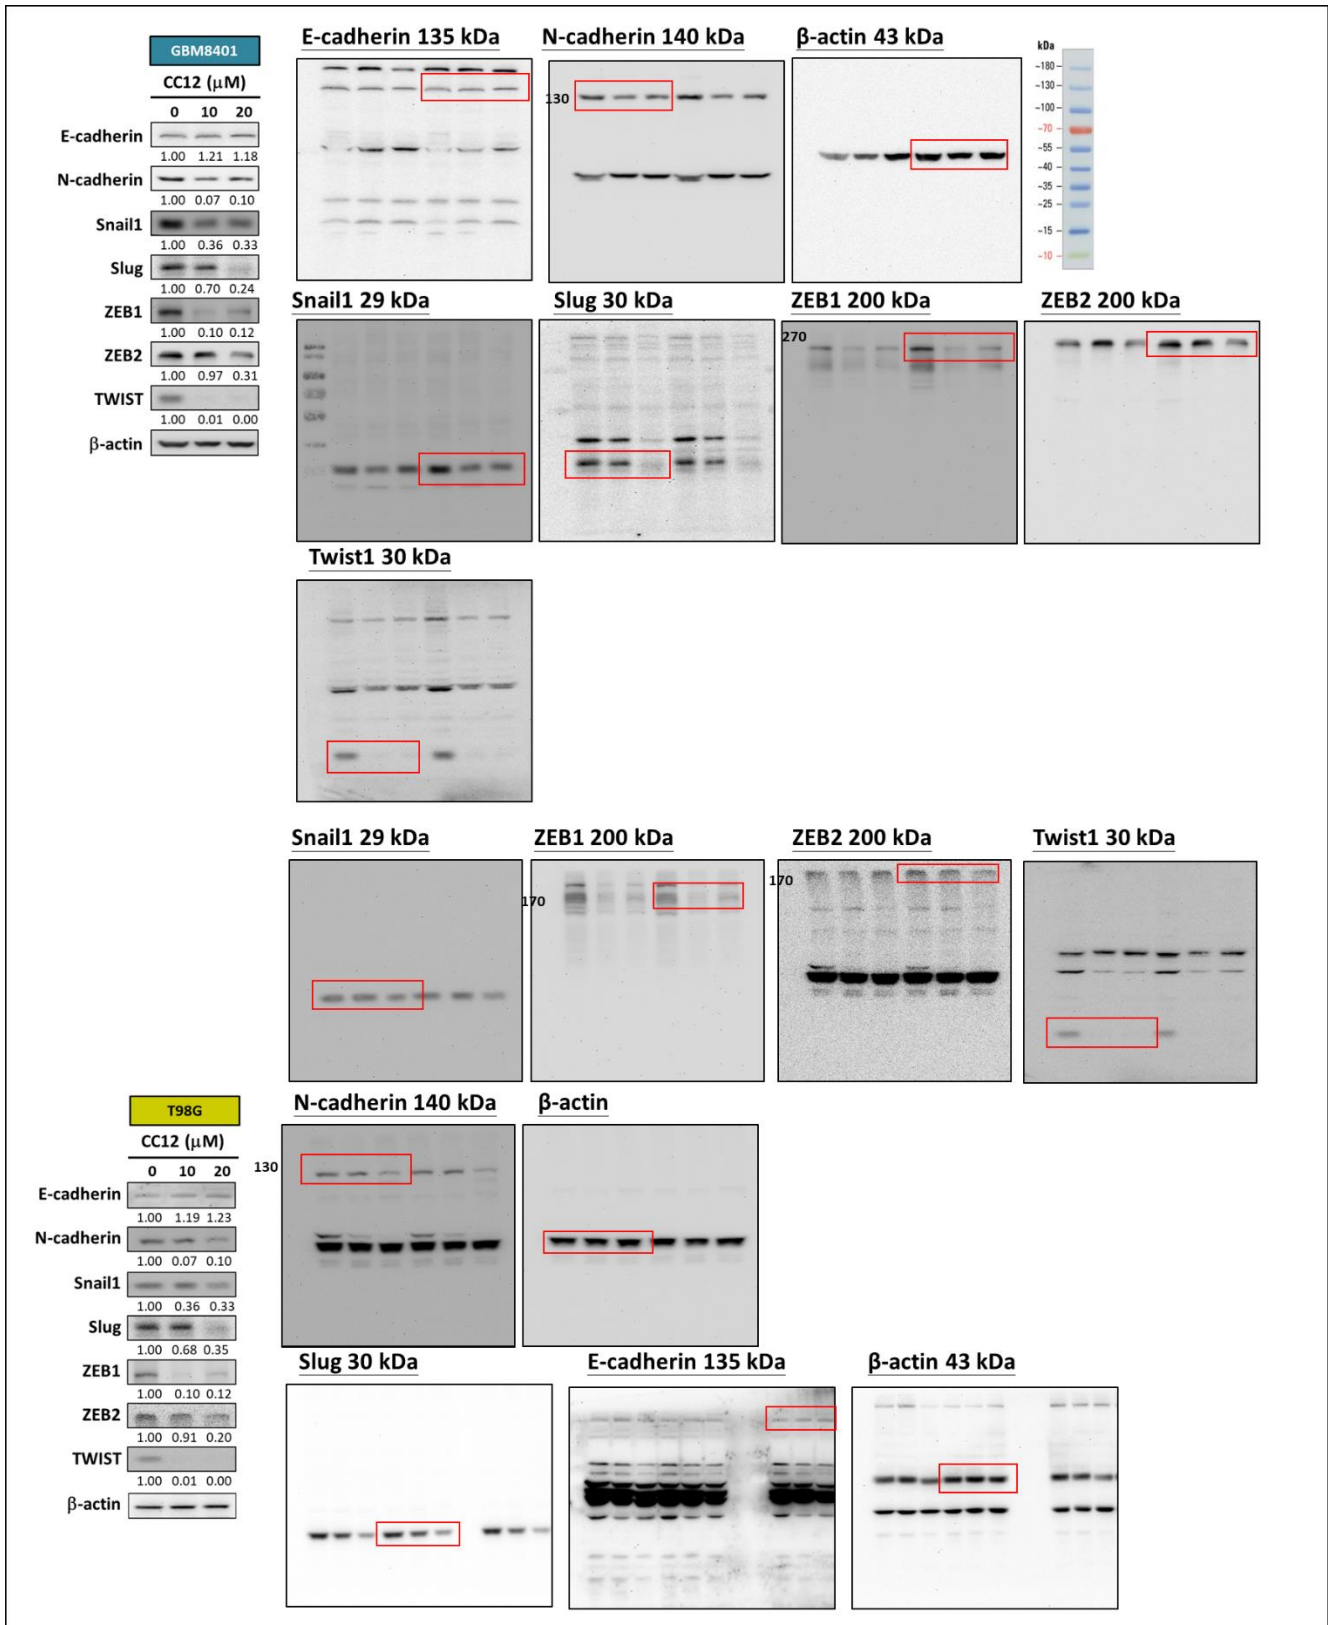 E-cadherin 135 kDa
N-cadherin 140 kDa
β-actin 43 kDa
GBM8401
CC12 (μM)
0 10 20
E-cadherin
1.00 1.21 1.18
N-cadherin
1.00 0.07 0.10
Snail1
1.00 0.36 0.33
Slug
1.00 0.70 0.24
ZEB1
1.00 0.10 0.12
ZEB2
1.00 0.97 0.31
TWIST
1.00 0.01 0.00
β-actin
130
kDa
~180
~130
~100
~70
~55
~40
~35
~25
~15
~10
Snail1 29 kDa
Slug 30 kDa
ZEB1 200 kDa
ZEB2 200 kDa
270
Twist1 30 kDa
Snail1 29 kDa
ZEB1 200 kDa
ZEB2 200 kDa
Twist1 30 kDa
170
170
N-cadherin 140 kDa
β-actin
130
T98G
CC12 (μM)
0 10 20
E-cadherin
1.00 1.19 1.23
N-cadherin
1.00 0.07 0.10
Snail1
1.00 0.36 0.33
Slug
1.00 0.68 0.35
ZEB1
1.00 0.10 0.12
ZEB2
1.00 0.91 0.20
TWIST
1.00 0.01 0.00
β-actin
Slug 30 kDa
E-cadherin 135 kDa
β-actin 43 kDa